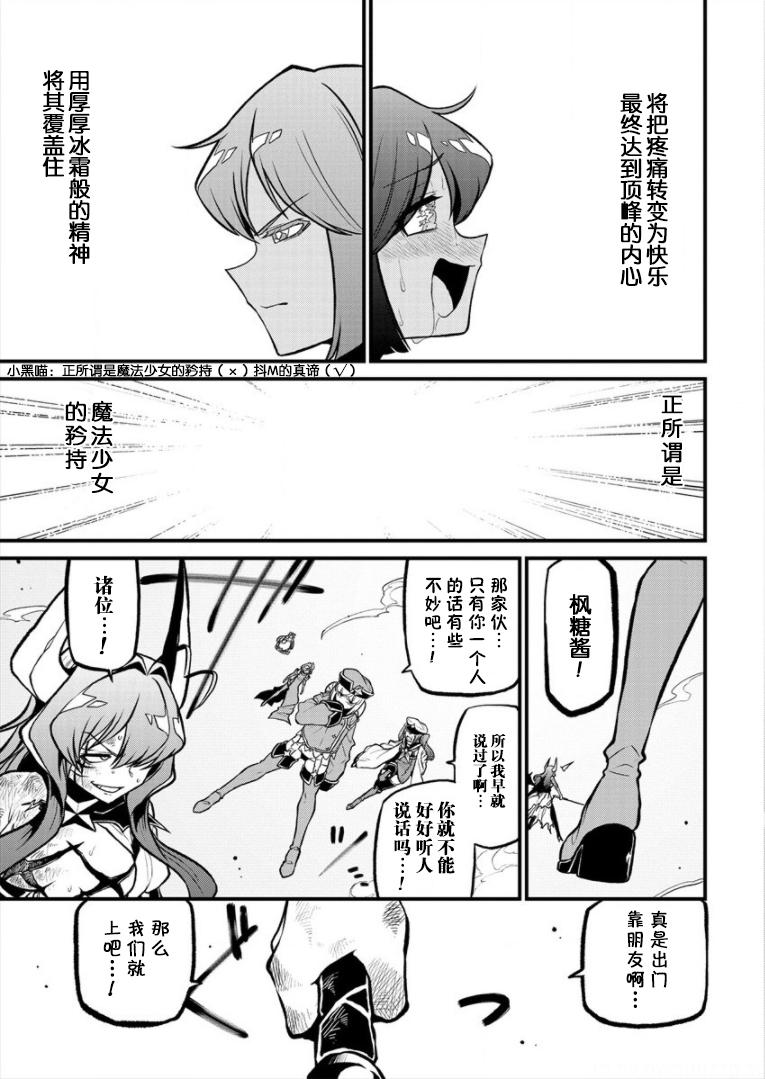 将把疼痛转变为快乐
最终达到顶峰的内心
用厚厚冰霜般的精神
将其覆盖住
小黑喵：正所谓是魔法少女的矜持（×）抖M的真谛（√）
正所谓是
魔法少女
的矜持
枫糖酱！
那家伙…
只有你一个人
的话有些
不妙吧…！
所以我早就
说过了啊…
你就不能
好好听人
说话吗…！
诸位…！
真是出门
靠朋友啊…
那么
我们就
上吧…！